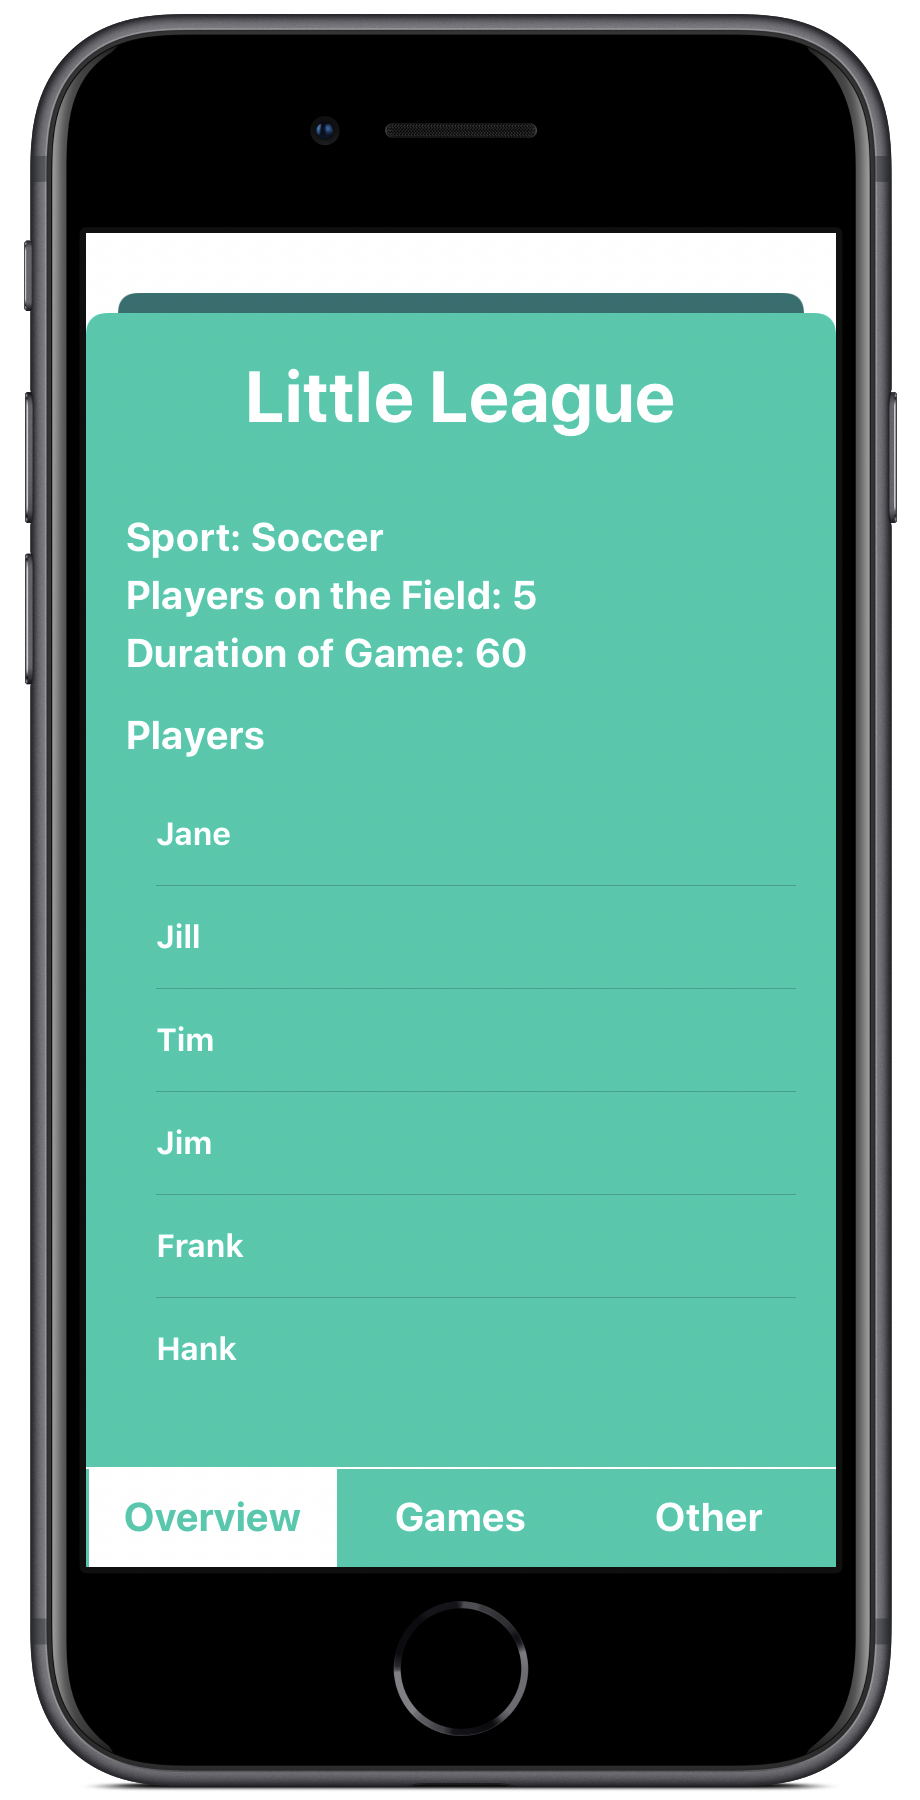 Little League
Sport: Soccer
Players on the Field: 5
Duration of Game: 60
Players
Jane
Jill
Tim
Jim
Frank
Hank
Overview Games Other